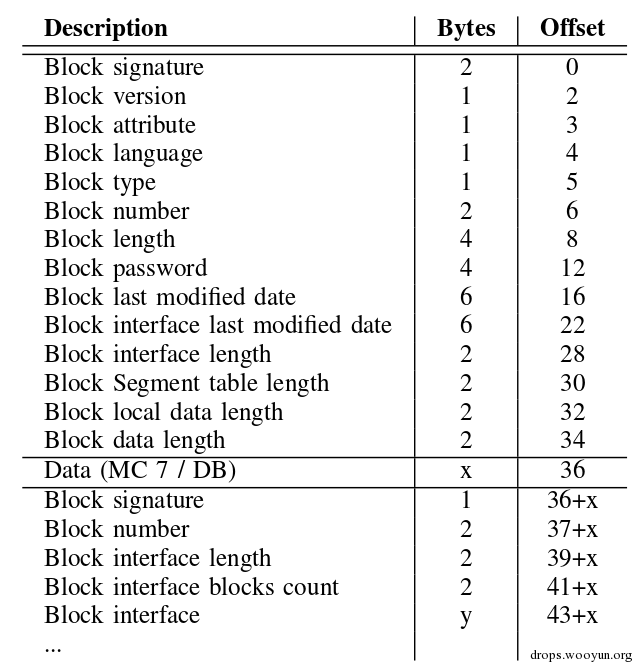 Description Bytes Offset
Block signature 2 0
Block version 1 2
Block attribute 1 3
Block language 1 4
Block type 1 5
Block number 2 6
Block length 4 8
Block password 4 12
Block last modified date 6 16
Block interface last modified date 6 22
Block interface length 2 28
Block Segment table length 2 30
Block local data length 2 32
Block data length 2 34
Data (MC 7 / DB) x 36
Block signature 1 36+x
Block number 2 37+x
Block interface length 2 39+x
Block interface blocks count 2 41+x
Block interface y 43+x
...
drops.wooyun.org